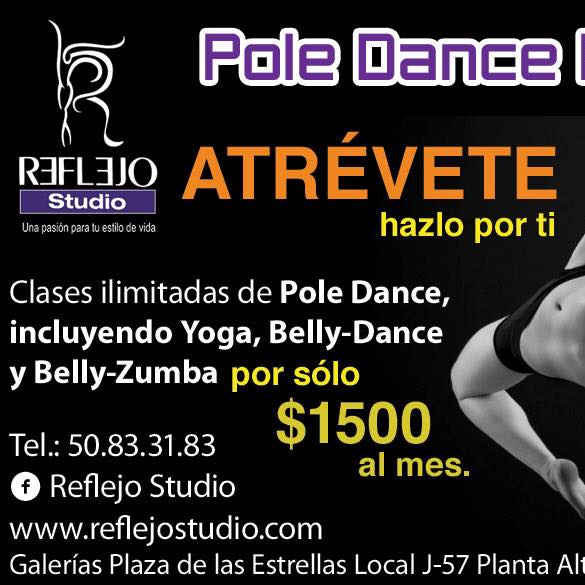 Pole Dance
REFLEJO
Studio
Una pasión para tu estilo de vida
ATRÉVETE
hazlo por ti
Clases ilimitadas de Pole Dance,
incluyendo Yoga, Belly-Dance
y Belly-Zumba por sólo
$1500
al mes.
Tel.: 50.83.31.83
f Reflejo Studio
www.reflejostudio.com
Galerías Plaza de las Estrellas Local J-57 Planta Alt